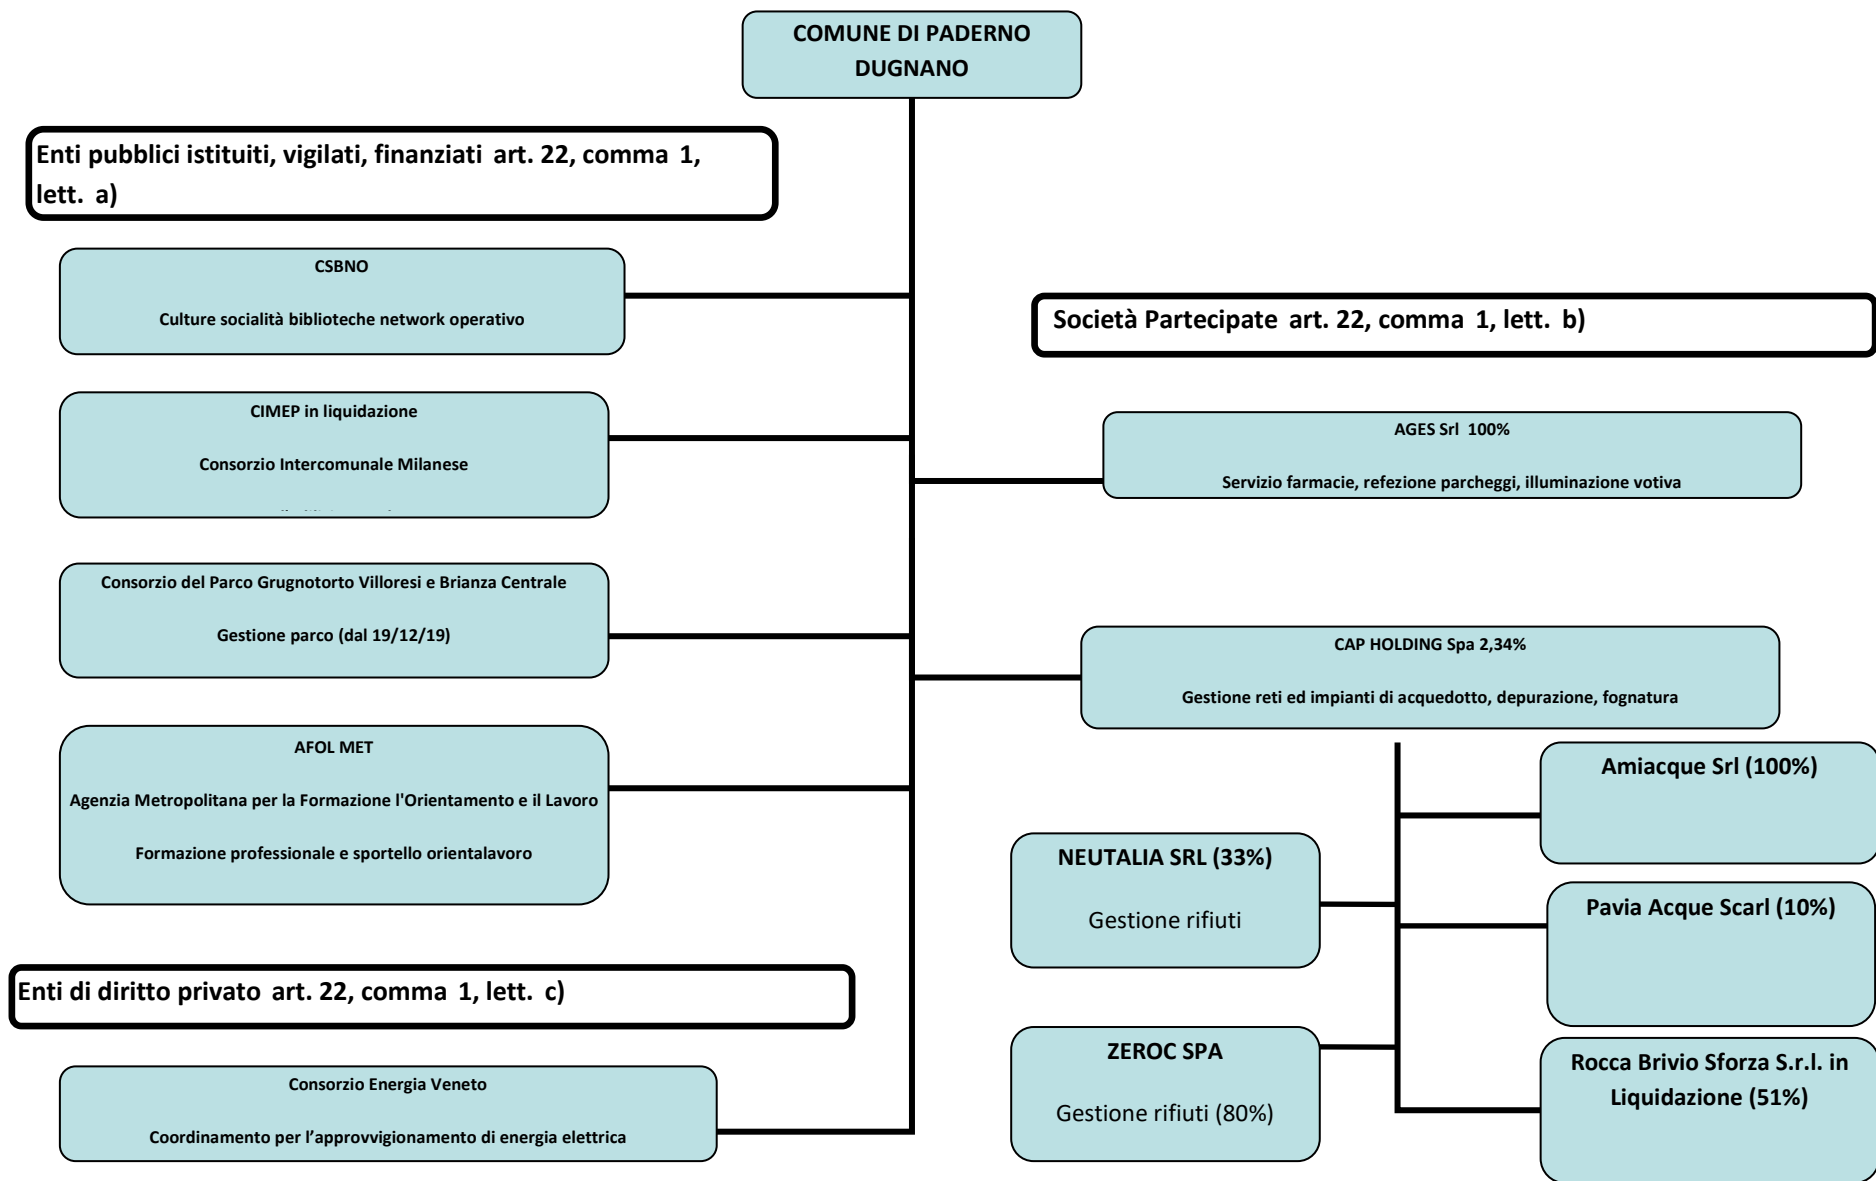 COMUNE DI PADERNO
DUGNANO
Enti pubblici istituiti, vigilati, finanziati art. 22, comma 1,
lett. a)
CSBNO
Culture socialità biblioteche network operativo
CIMEP in liquidazione
Consorzio Intercomunale Milanese
Consorzio del Parco Grugnotorto Villoresi e Brianza Centrale
Gestione parco (dal 19/12/19)
AFOL MET
Agenzia Metropolitana per la Formazione l'Orientamento e il Lavoro
Formazione professionale e sportello orientalavoro
Enti di diritto privato art. 22, comma 1, lett. c)
Consorzio Energia Veneto
Coordinamento per l’approvvigionamento di energia elettrica
Società Partecipate art. 22, comma 1, lett. b)
AGES Srl 100%
Servizio farmacie, refezione parcheggi, illuminazione votiva
CAP HOLDING Spa 2,34%
Gestione reti ed impianti di acquedotto, depurazione, fognatura
NEUTALIA SRL (33%)
Gestione rifiuti
ZEROC SPA
Gestione rifiuti (80%)
Amiacque Srl (100%)
Pavia Acque Scarl (10%)
Rocca Brivio Sforza S.r.l. in
Liquidazione (51%)